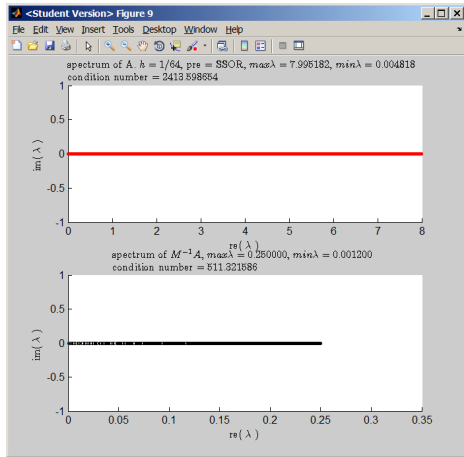 <Student Version> Figure 9
File Edit View Insert Tools Desktop Window Help
spectrum of A. h = 1/64, pre = SSOR, maxλ = 7.995182, minλ = 0.004818
condition number = 2413.598654
1
0.5
0
-0.5
-1
im( λ )
0 1 2 3 4 5 6 7 8
re( λ )
spectrum of M⁻¹A, maxλ = 0.250000, minλ = 0.001200
condition number = 511.321586
1
0.5
0
-0.5
-1
im( λ )
0 0.05 0.1 0.15 0.2 0.25 0.3 0.35
re( λ )